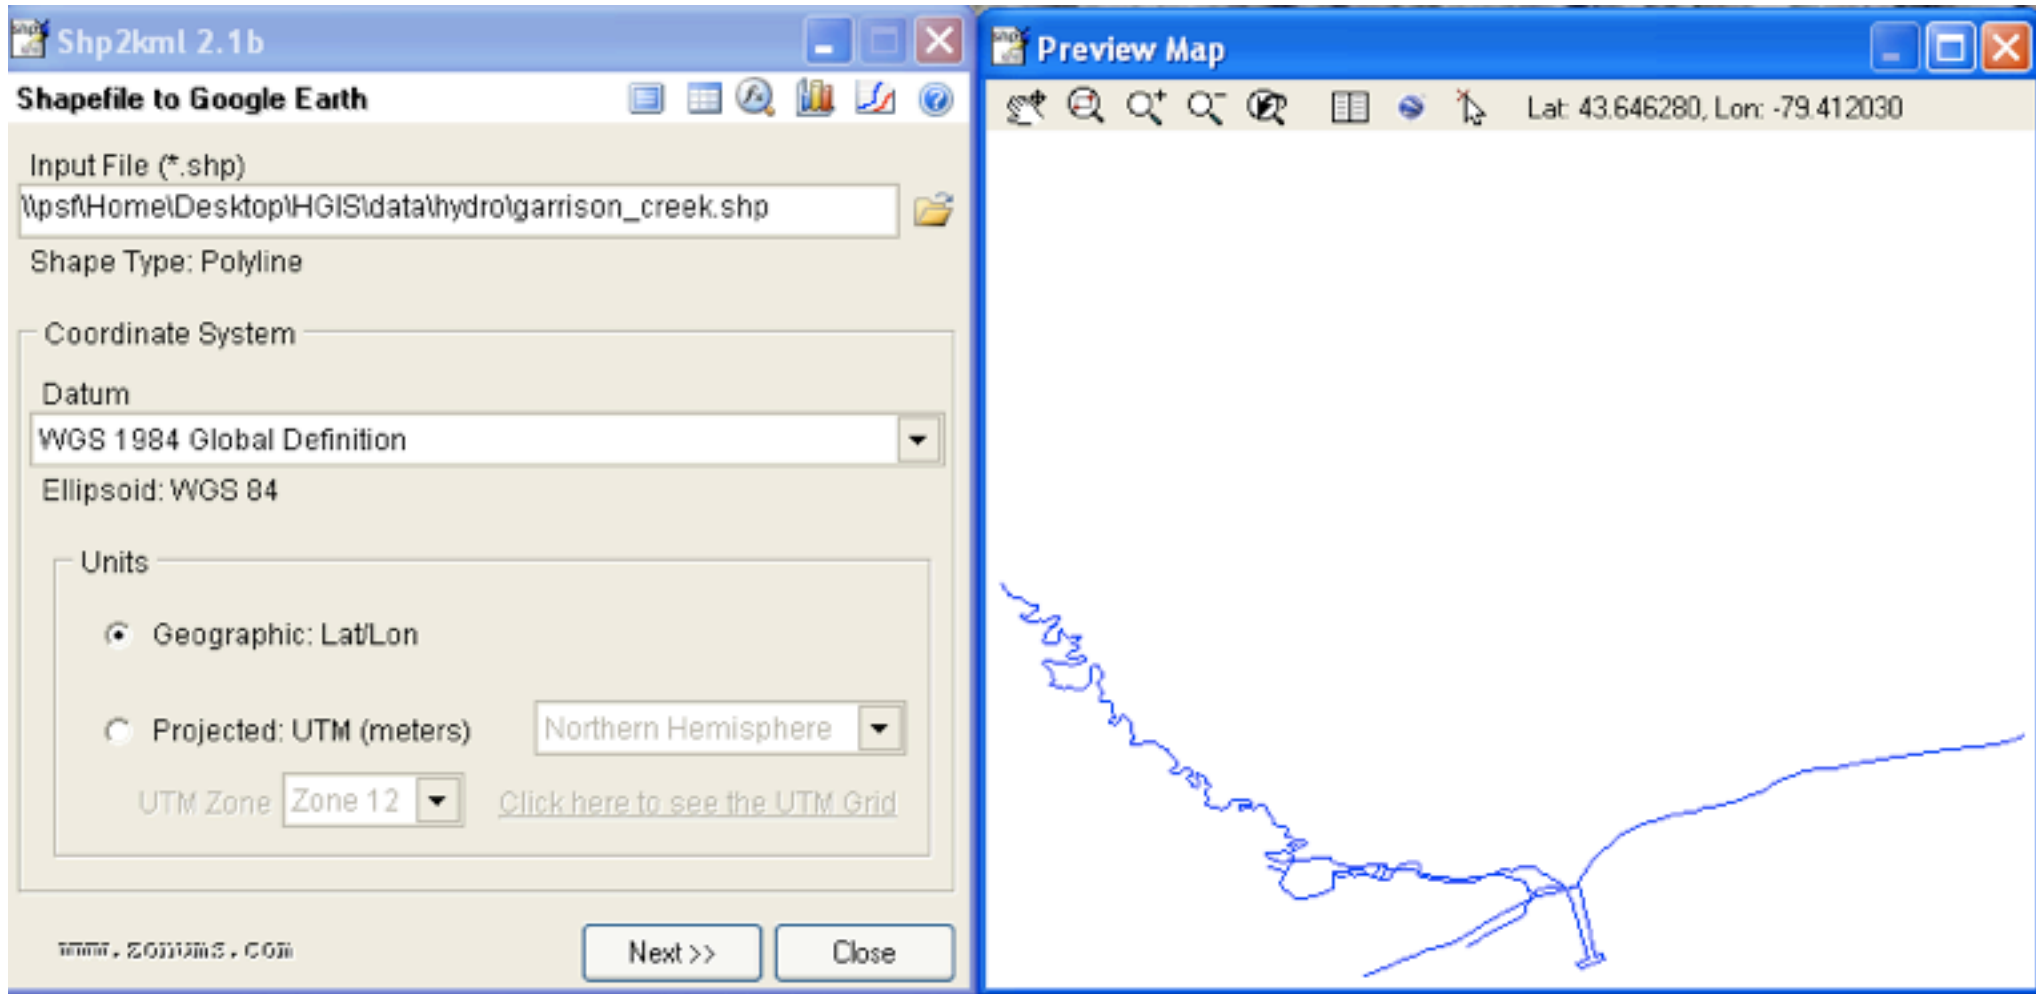 Shp2kml 2.1b
Shapefile to Google Earth
Input File (*.shp)
\\psf\Home\Desktop\HGIS\data\hydro\garrison_creek.shp
Shape Type: Polyline
Coordinate System
Datum
WGS 1984 Global Definition
Ellipsoid: WGS 84
Units
Geographic: Lat/Lon
Projected: UTM (meters)
Northern Hemisphere
UTM Zone
Zone 12
Click here to see the UTM Grid
www.zonums.com
Next >>
Close
Preview Map
Lat: 43.646280, Lon: -79.412030